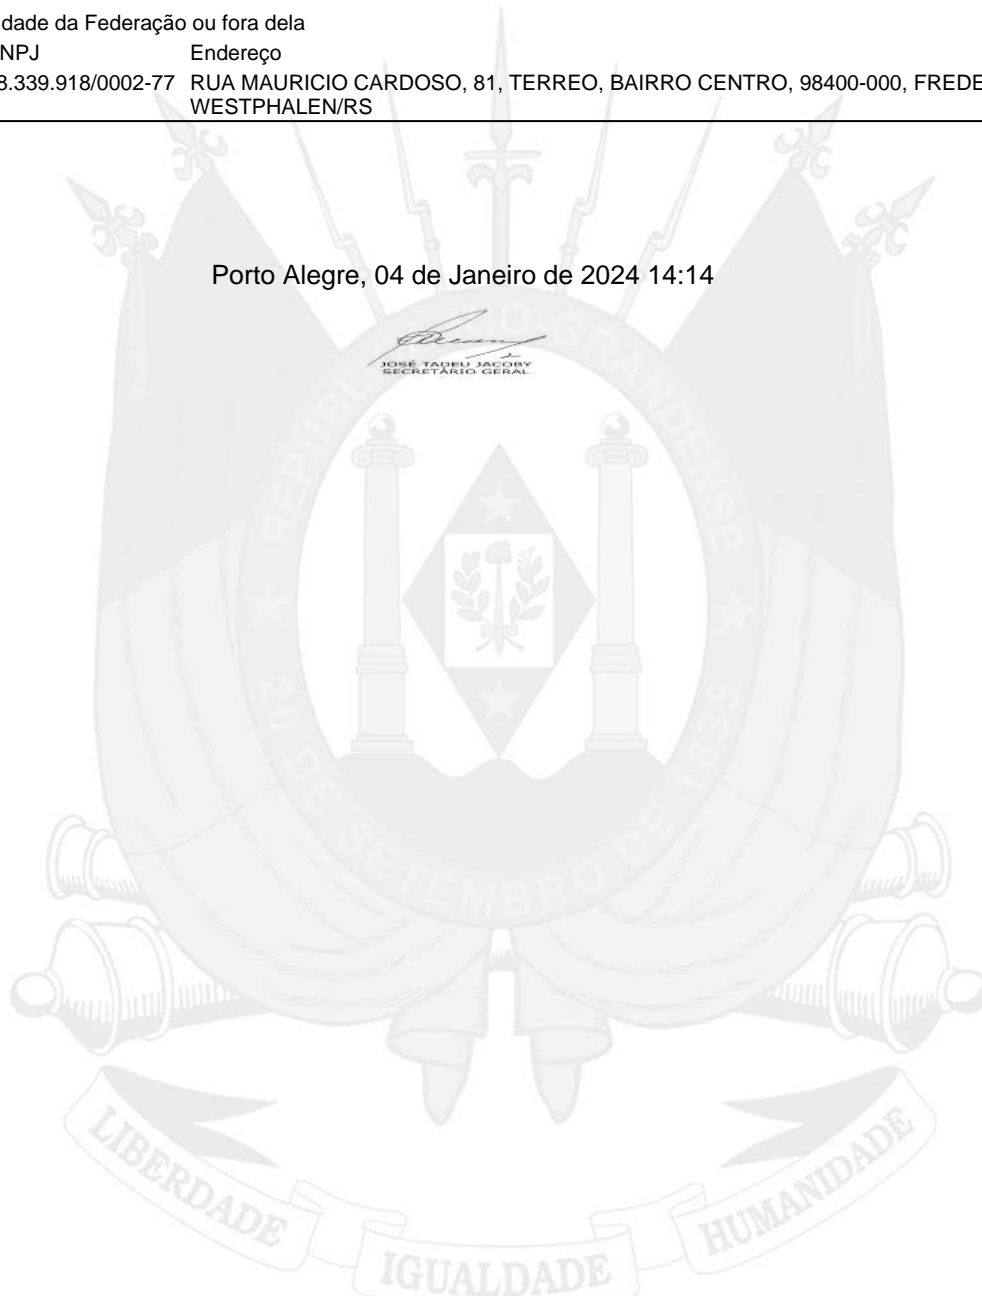 dade da Federação ou fora dela
NPJ Endereço
8.339.918/0002-77 RUA MAURICIO CARDOSO, 81, TERREO, BAIRRO CENTRO, 98400-000, FREDE
WESTPHALEN/RS
Porto Alegre, 04 de Janeiro de 2024 14:14
JOSÉ TADEU JACOBY
SECRETÁRIO GERAL
REPÚBLICA RIO GRANDENSE
20 DE SETEMBRO DE 1835
LIBERDADE
IGUALDADE
HUMANIDADE